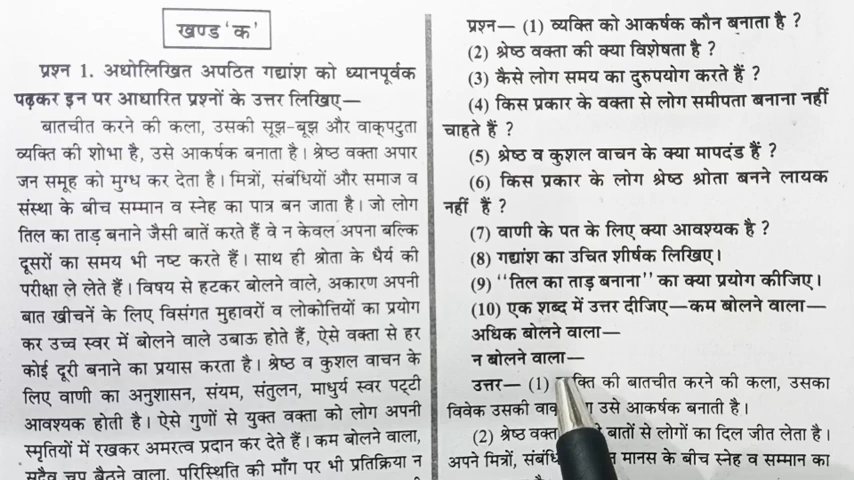 खण्ड 'क'
प्रश्न 1. अधोलिखित अपठित गद्यांश को ध्यानपूर्वक
पढ़कर इन पर आधारित प्रश्नों के उत्तर लिखिए—
बातचीत करने की कला, उसकी सूझ-बूझ और वाक्पटुता
व्यक्ति की शोभा है, उसे आकर्षक बनाता है। श्रेष्ठ वक्ता अपार
जन समूह को मुग्ध कर देता है। मित्रों, संबंधियों और समाज व
संस्था के बीच सम्मान व स्नेह का पात्र बन जाता है। जो लोग
तिल का ताड़ बनाने जैसी बातें करते हैं वे न केवल अपना बल्कि
दूसरों का समय भी नष्ट करते हैं। साथ ही श्रोता के धैर्य की
परीक्षा ले लेते हैं। विषय से हटकर बोलने वाले, अकारण अपनी
बात खींचनें के लिए विसंगत मुहावरों व लोकोत्तियों का प्रयोग
कर उच्च स्वर में बोलने वाले उबाऊ होते हैं, ऐसे वक्ता से हर
कोई दूरी बनाने का प्रयास करता है। श्रेष्ठ व कुशल वाचन के
लिए वाणी का अनुशासन, संयम, संतुलन, माधुर्य स्वर पट्टी
आवश्यक होती है। ऐसे गुणों से युक्त वक्ता को लोग अपनी
स्मृतियों में रखकर अमरत्व प्रदान कर देते हैं। कम बोलने वाला,
सदैव चुप बैठने वाला, परिस्थिति की माँग पर भी प्रतिक्रिया न
प्रश्न— (1) व्यक्ति को आकर्षक कौन बनाता है ?
(2) श्रेष्ठ वक्ता की क्या विशेषता है ?
(3) कैसे लोग समय का दुरुपयोग करते हैं ?
(4) किस प्रकार के वक्ता से लोग समीपता बनाना नहीं
चाहते हैं ?
(5) श्रेष्ठ व कुशल वाचन के क्या मापदंड हैं ?
(6) किस प्रकार के लोग श्रेष्ठ श्रोता बनने लायक
नहीं हैं ?
(7) वाणी के पत के लिए क्या आवश्यक है ?
(8) गद्यांश का उचित शीर्षक लिखिए।
(9) "तिल का ताड़ बनाना" का क्या प्रयोग कीजिए।
(10) एक शब्द में उत्तर दीजिए—कम बोलने वाला—
अधिक बोलने वाला—
न बोलने वाला—
उत्तर— (1) की बातचीत करने की कला, उसका
विवेक उसकी उसे आकर्षक बनाती है।
(2) श्रेष्ठ बातों से लोगों का दिल जीत लेता है।
अपने मित्रों, मानस के बीच स्नेह व सम्मान का